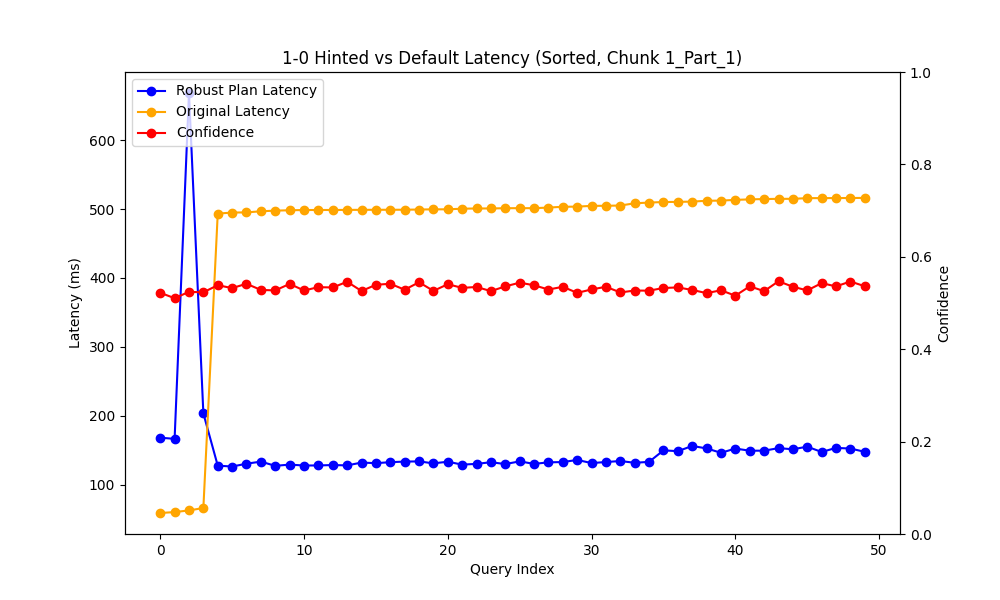 1-0 Hinted vs Default Latency (Sorted, Chunk 1_Part_1)
Robust Plan Latency
Original Latency
Confidence
Latency (ms)
600
500
400
300
200
100
1.0
0.8
0.6
0.4
0.2
0.0
Confidence
0 10 20 30 40 50
Query Index